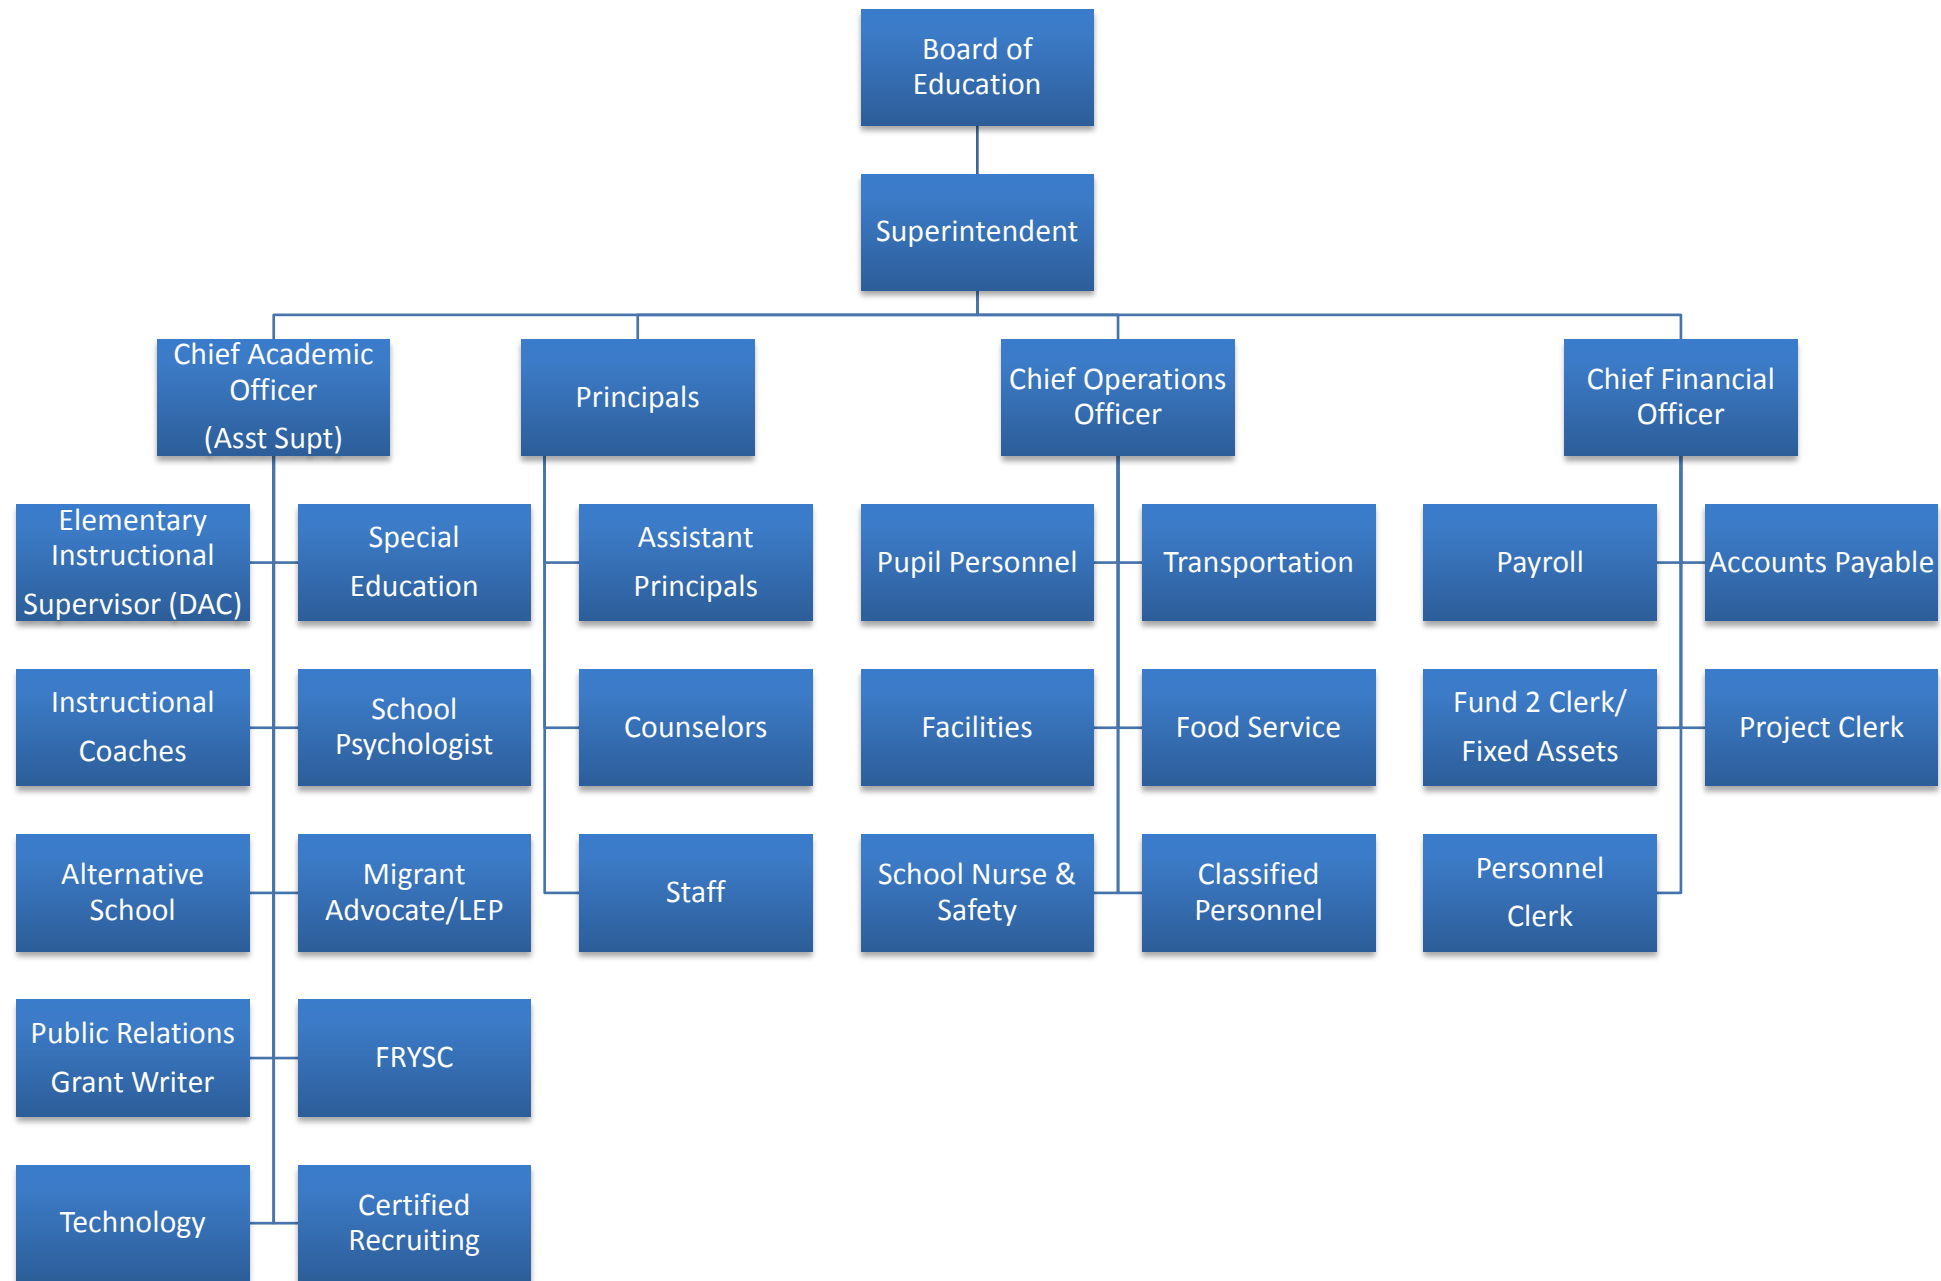 Board of
Education
Superintendent
Chief Academic
Officer
(Asst Supt)
Principals
Chief Operations
Officer
Chief Financial
Officer
Elementary
Instructional
Supervisor (DAC)
Special
Education
Assistant
Principals
Pupil Personnel
Transportation
Payroll
Accounts Payable
Instructional
Coaches
School
Psychologist
Counselors
Facilities
Food Service
Fund 2 Clerk/
Fixed Assets
Project Clerk
Alternative
School
Migrant
Advocate/LEP
Staff
School Nurse &
Safety
Classified
Personnel
Personnel
Clerk
Public Relations
Grant Writer
FRYSC
Technology
Certified
Recruiting